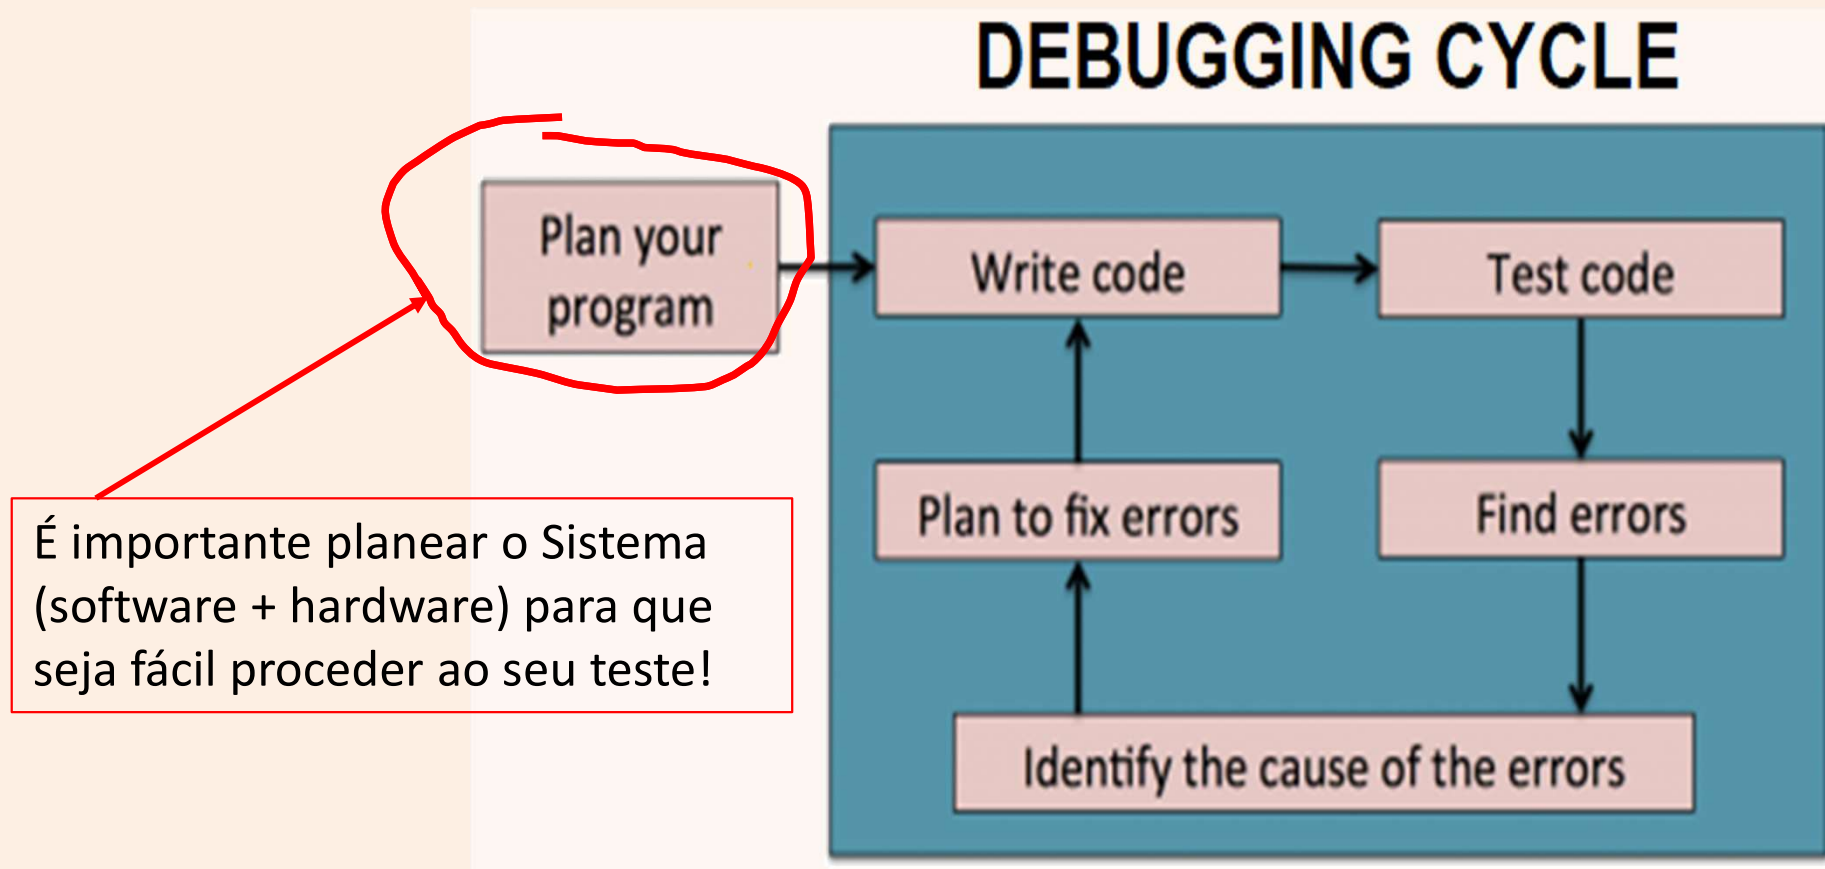 DEBUGGING CYCLE
Plan your
program
Write code
Test code
Plan to fix errors
Find errors
Identify the cause of the errors
É importante planear o Sistema
(software + hardware) para que
seja fácil proceder ao seu teste!